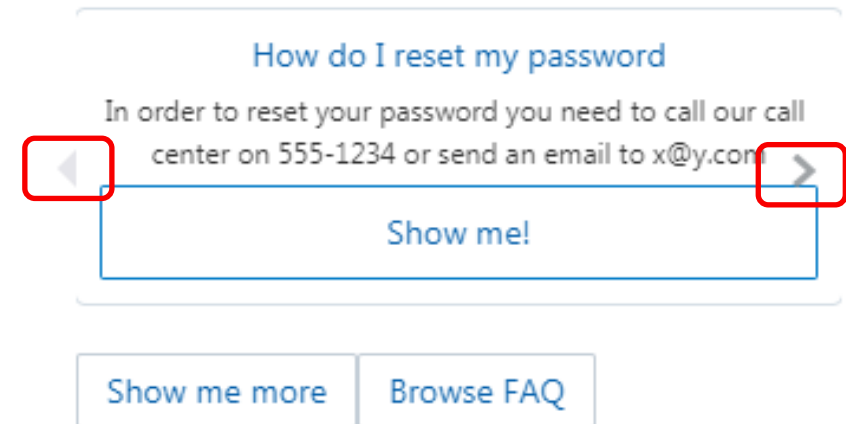 How do I reset my password
In order to reset your password you need to call our call
center on 555-1234 or send an email to x@y.com
Show me!
Show me more
Browse FAQ